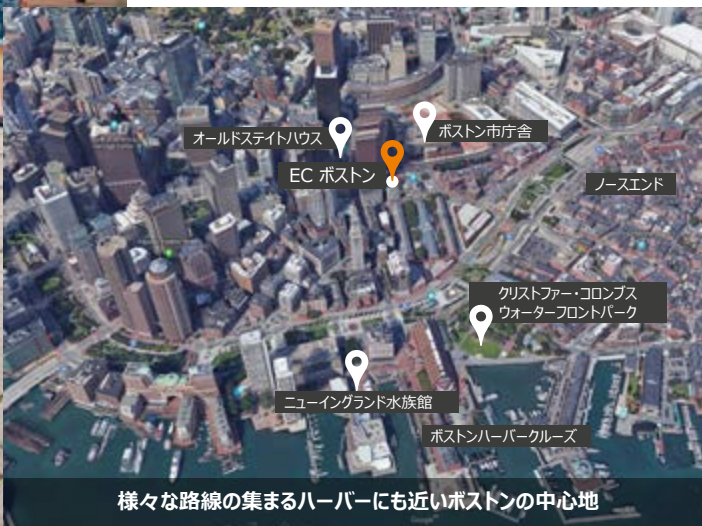 オールドステイトハウス
ボストン市庁舎
EC ボストン
ノースエンド
クリストファー・コロンブス
ウォーターフロントパーク
ニューイングランド水族館
ボストンハーバークルーズ
様々な路線の集まるハーバーにも近いボストンの中心地